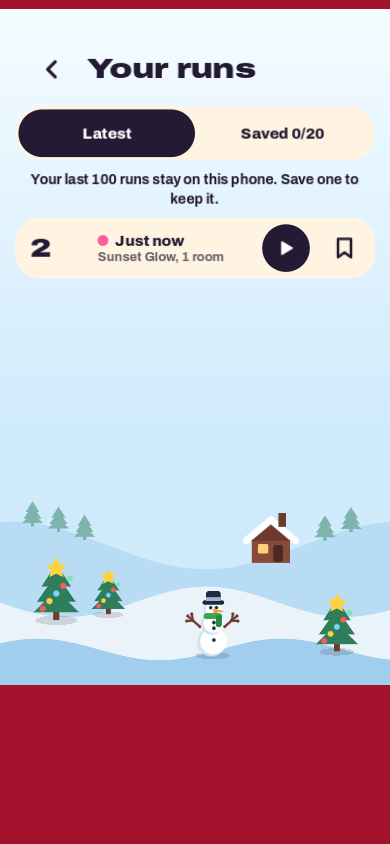 Your runs
Latest
Saved 0/20
Your last 100 runs stay on this phone. Save one to
keep it.
2
Just now
Sunset Glow, 1 room